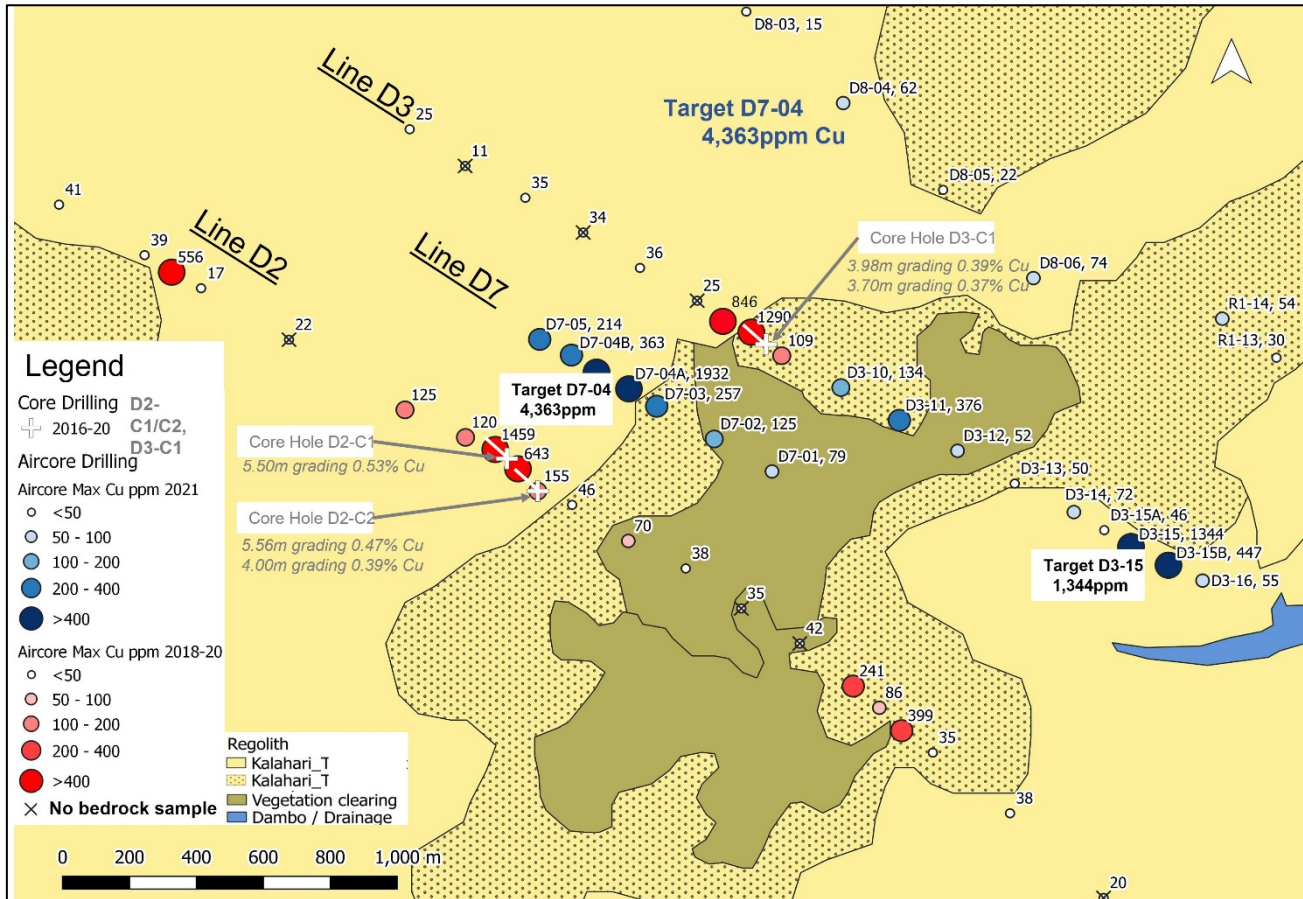 D8-03, 15
Line D3
25
Target D7-04
4,363ppm Cu
D8-04, 62
11
35
D8-05, 22
41
34
Line D2
Line D7
39
556
17
36
Core Hole D3-C1
3.98m grading 0.39% Cu
3.70m grading 0.37% Cu
D8-06, 74
25
846
1290
109
R1-14, 54
R1-13, 30
22
D7-05, 214
D7-04B, 363
D7-04A, 1932
D7-03, 257
Target D7-04
4,363ppm
D3-10, 134
D3-11, 376
D7-02, 125
D3-12, 52
D7-01, 79
125
120
1459
643
155
46
Core Hole D2-C1
5.50m grading 0.53% Cu
Core Hole D2-C2
5.56m grading 0.47% Cu
4.00m grading 0.39% Cu
D3-13, 50
D3-14, 72
D3-15A, 46
D3-15, 1344
D3-15B, 447
D3-16, 55
Target D3-15
1,344ppm
70
38
35
42
241
86
399
35
38
20
Legend
Core Drilling
2016-20
D2-
C1/C2,
D3-C1
Aircore Drilling
Aircore Max Cu ppm 2021
<50
50 - 100
100 - 200
200 - 400
>400
Aircore Max Cu ppm 2018-20
<50
50 - 100
100 - 200
200 - 400
>400
No bedrock sample
Regolith
Kalahari_T
Kalahari_T
Vegetation clearing
Dambo / Drainage
0 200 400 600 800 1,000 m